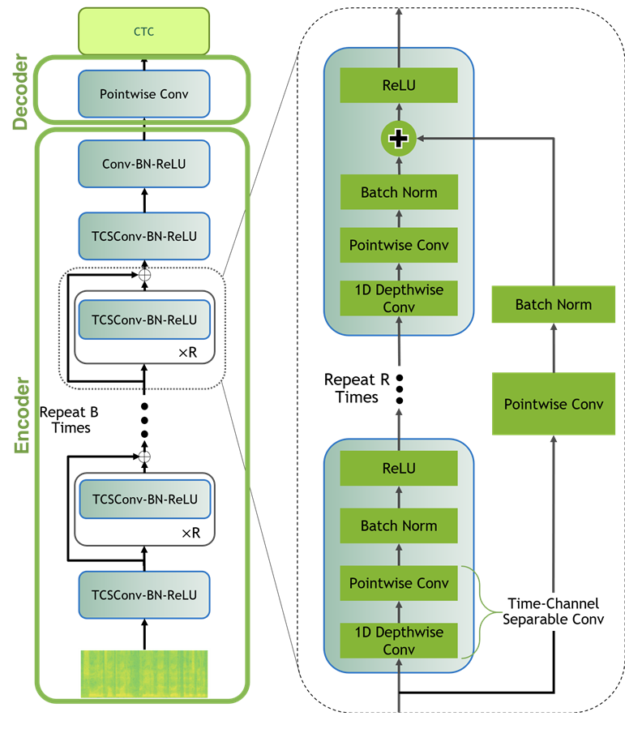 CTC
Decoder
Pointwise Conv
Encoder
Conv-BN-ReLU
TCSConv-BN-ReLU
TCSConv-BN-ReLU
×R
Repeat B
Times
TCSConv-BN-ReLU
×R
TCSConv-BN-ReLU
ReLU
Batch Norm
Pointwise Conv
1D Depthwise
Conv
Batch Norm
Pointwise Conv
Repeat R
Times
ReLU
Batch Norm
Pointwise Conv
1D Depthwise
Conv
Time-Channel
Separable Conv